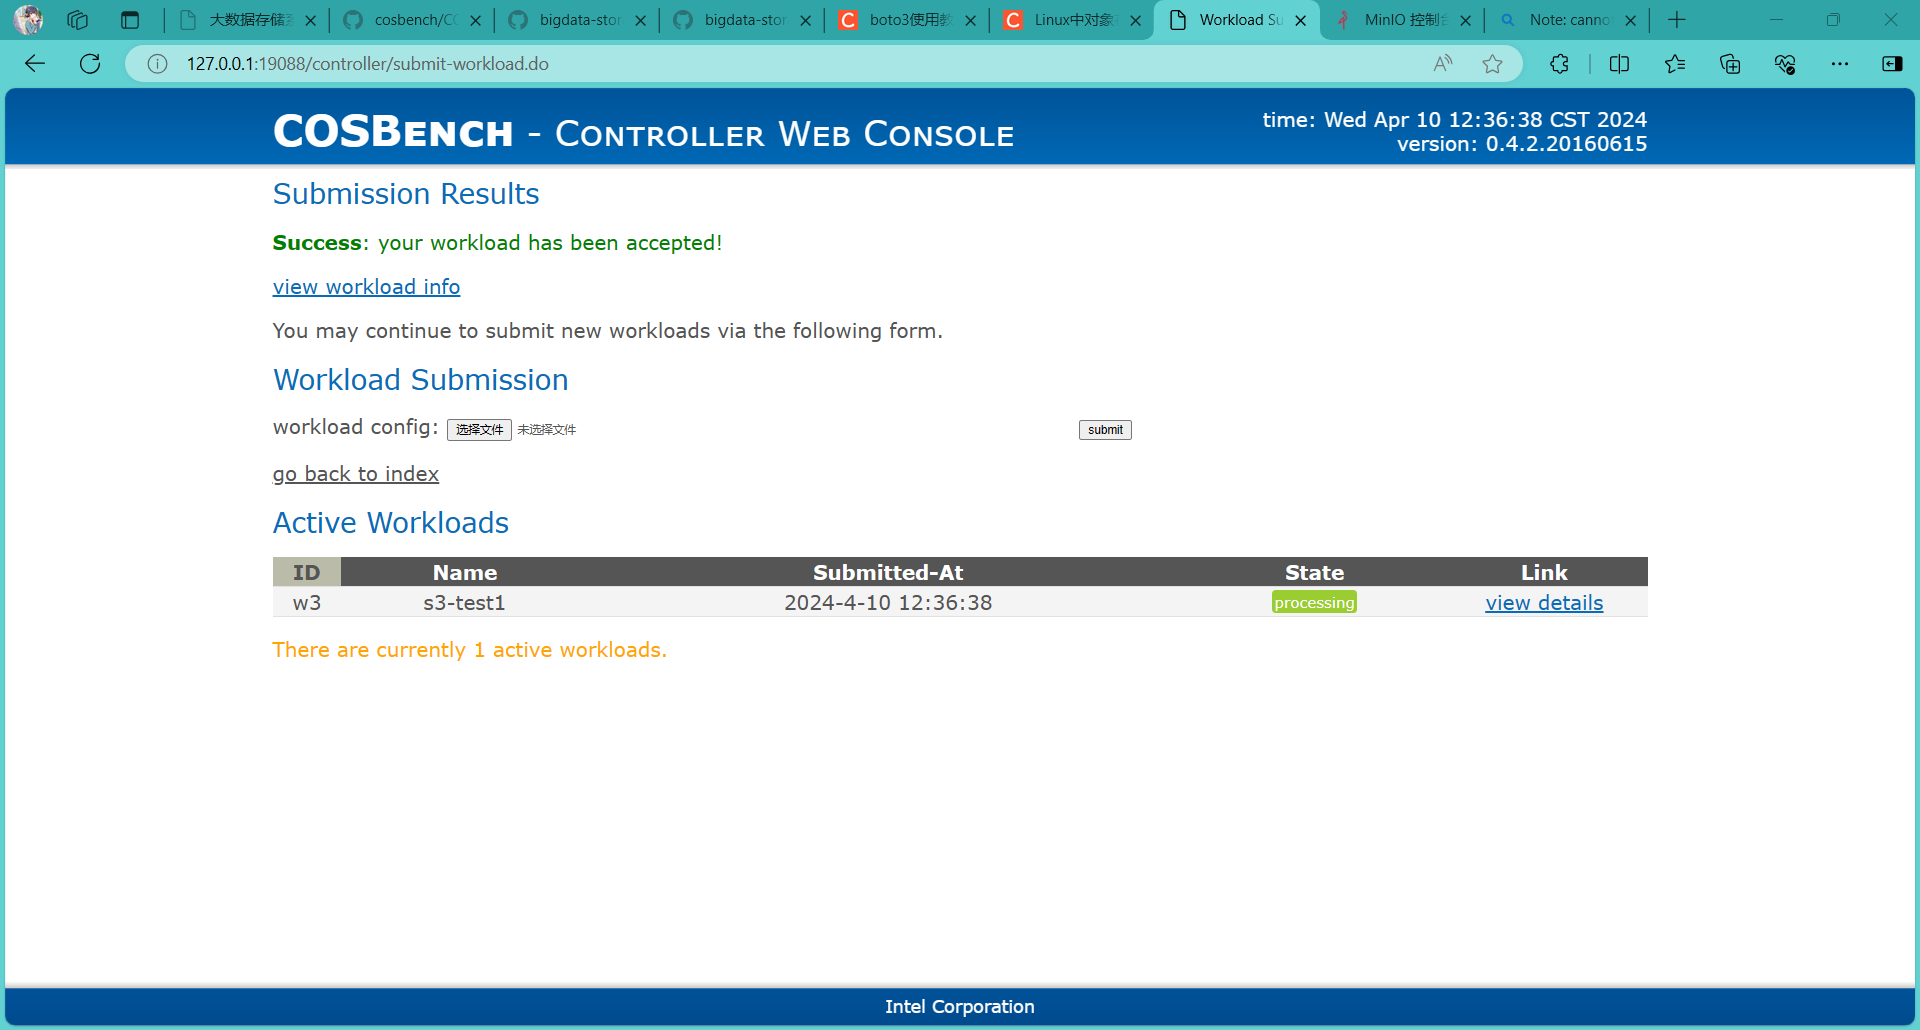 大数据存储系
cosbench/CO
bigdata-stor
bigdata-stor
boto3使用教
Linux中对象
Workload Su
MinIO 控制台
Note: canno
127.0.0.1:19088/controller/submit-workload.do
COSBENCH - CONTROLLER WEB CONSOLE
time: Wed Apr 10 12:36:38 CST 2024
version: 0.4.2.20160615
Submission Results
Success: your workload has been accepted!
view workload info
You may continue to submit new workloads via the following form.
Workload Submission
workload config: 选择文件 未选择文件 submit
go back to index
Active Workloads
ID Name Submitted-At State Link
w3 s3-test1 2024-4-10 12:36:38 processing view details
There are currently 1 active workloads.
Intel Corporation